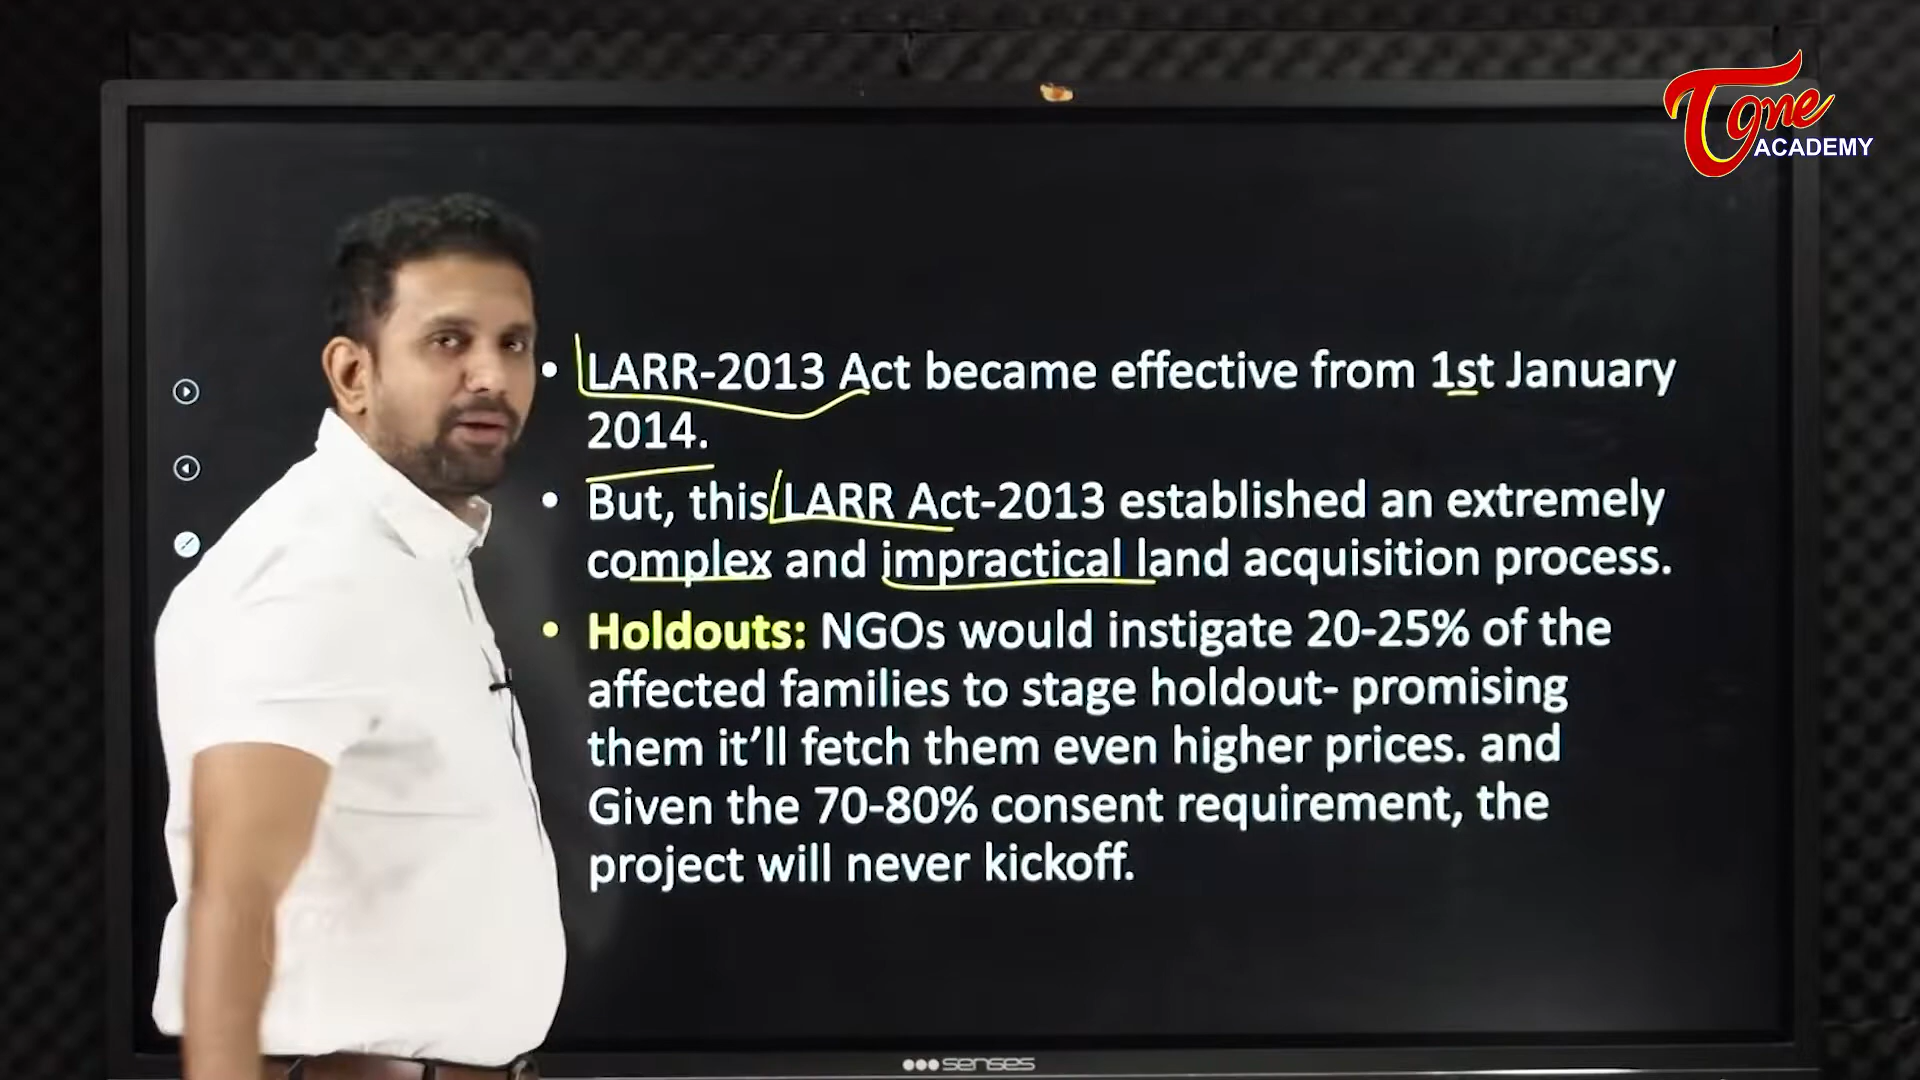 Tone
ACADEMY
• LARR-2013 Act became effective from 1st January
2014.
• But, this LARR Act-2013 established an extremely
complex and impractical land acquisition process.
• Holdouts: NGOs would instigate 20-25% of the
affected families to stage holdout- promising
them it’ll fetch them even higher prices. and
Given the 70-80% consent requirement, the
project will never kickoff.
senses